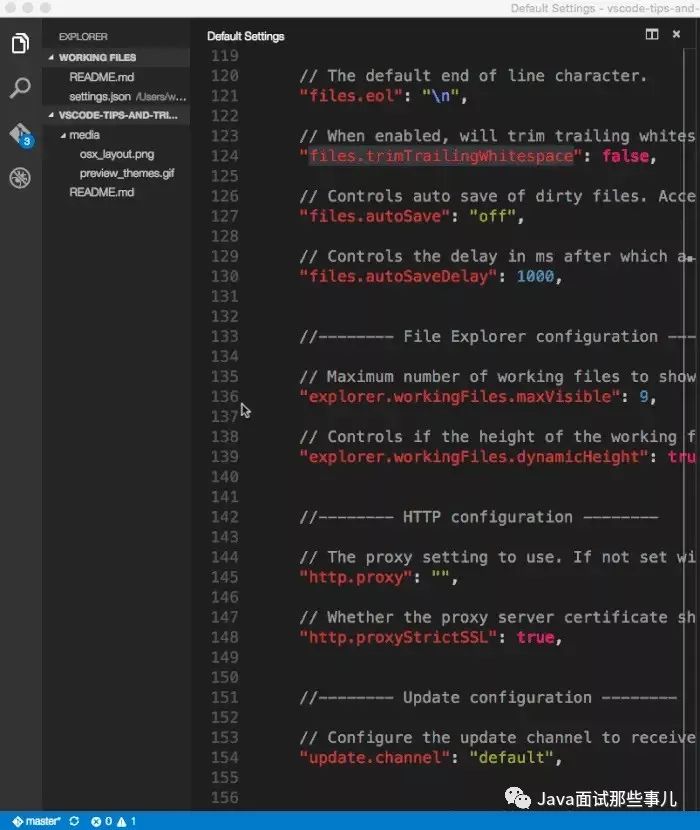 Default Settings - vscode-tips-and-
EXPLORER
WORKING FILES
README.md
settings.json /Users/w...
VSCODE-TIPS-AND-TRI...
media
osx_layout.png
preview_themes.gif
README.md
3
Default Settings
119
120 // The default end of line character.
121 "files.eol": "\n",
122
123 // When enabled, will trim trailing whites
124 "files.trimTrailingWhitespace": false,
125
126 // Controls auto save of dirty files. Acce
127 "files.autoSave": "off",
128
129 // Controls the delay in ms after which a
130 "files.autoSaveDelay": 1000,
131
132
133 //-------- File Explorer configuration ---
134
135 // Maximum number of working files to show
136 "explorer.workingFiles.maxVisible": 9,
137
138 // Controls if the height of the working f
139 "explorer.workingFiles.dynamicHeight": tru
140
141
142 //-------- HTTP configuration --------
143
144 // The proxy setting to use. If not set wi
145 "http.proxy": "",
146
147 // Whether the proxy server certificate sh
148 "http.proxyStrictSSL": true,
149
150
151 //-------- Update configuration --------
152
153 // Configure the update channel to receive
154 "update.channel": "default",
155
156
Java面试那些事儿
master* 0 1